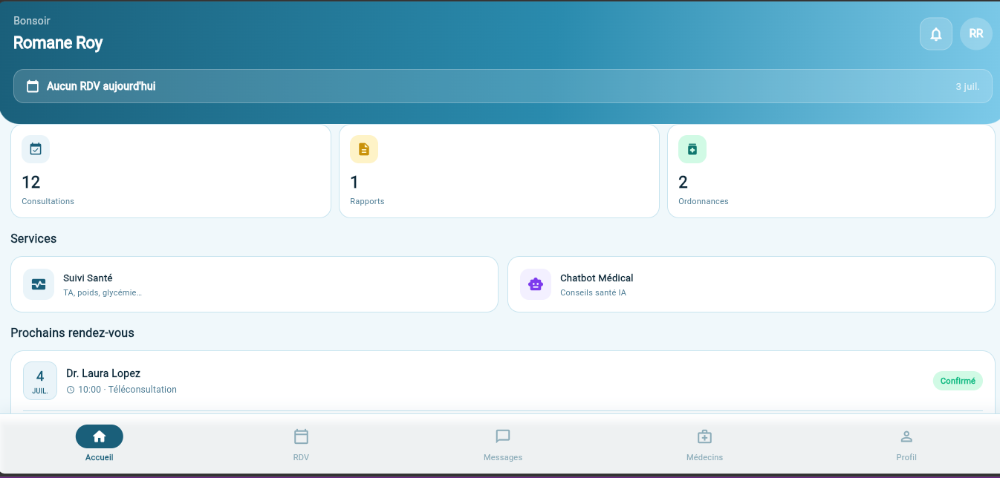 Bonsoir
Romane Roy
RR
Aucun RDV aujourd'hui
3 juil.
12
Consultations
1
Rapports
2
Ordonnances
Services
Suivi Santé
TA, poids, glycémie…
Chatbot Médical
Conseils santé IA
Prochains rendez-vous
4
JUIL.
Dr. Laura Lopez
10:00 · Téléconsultation
Confirmé
Accueil
RDV
Messages
Médecins
Profil